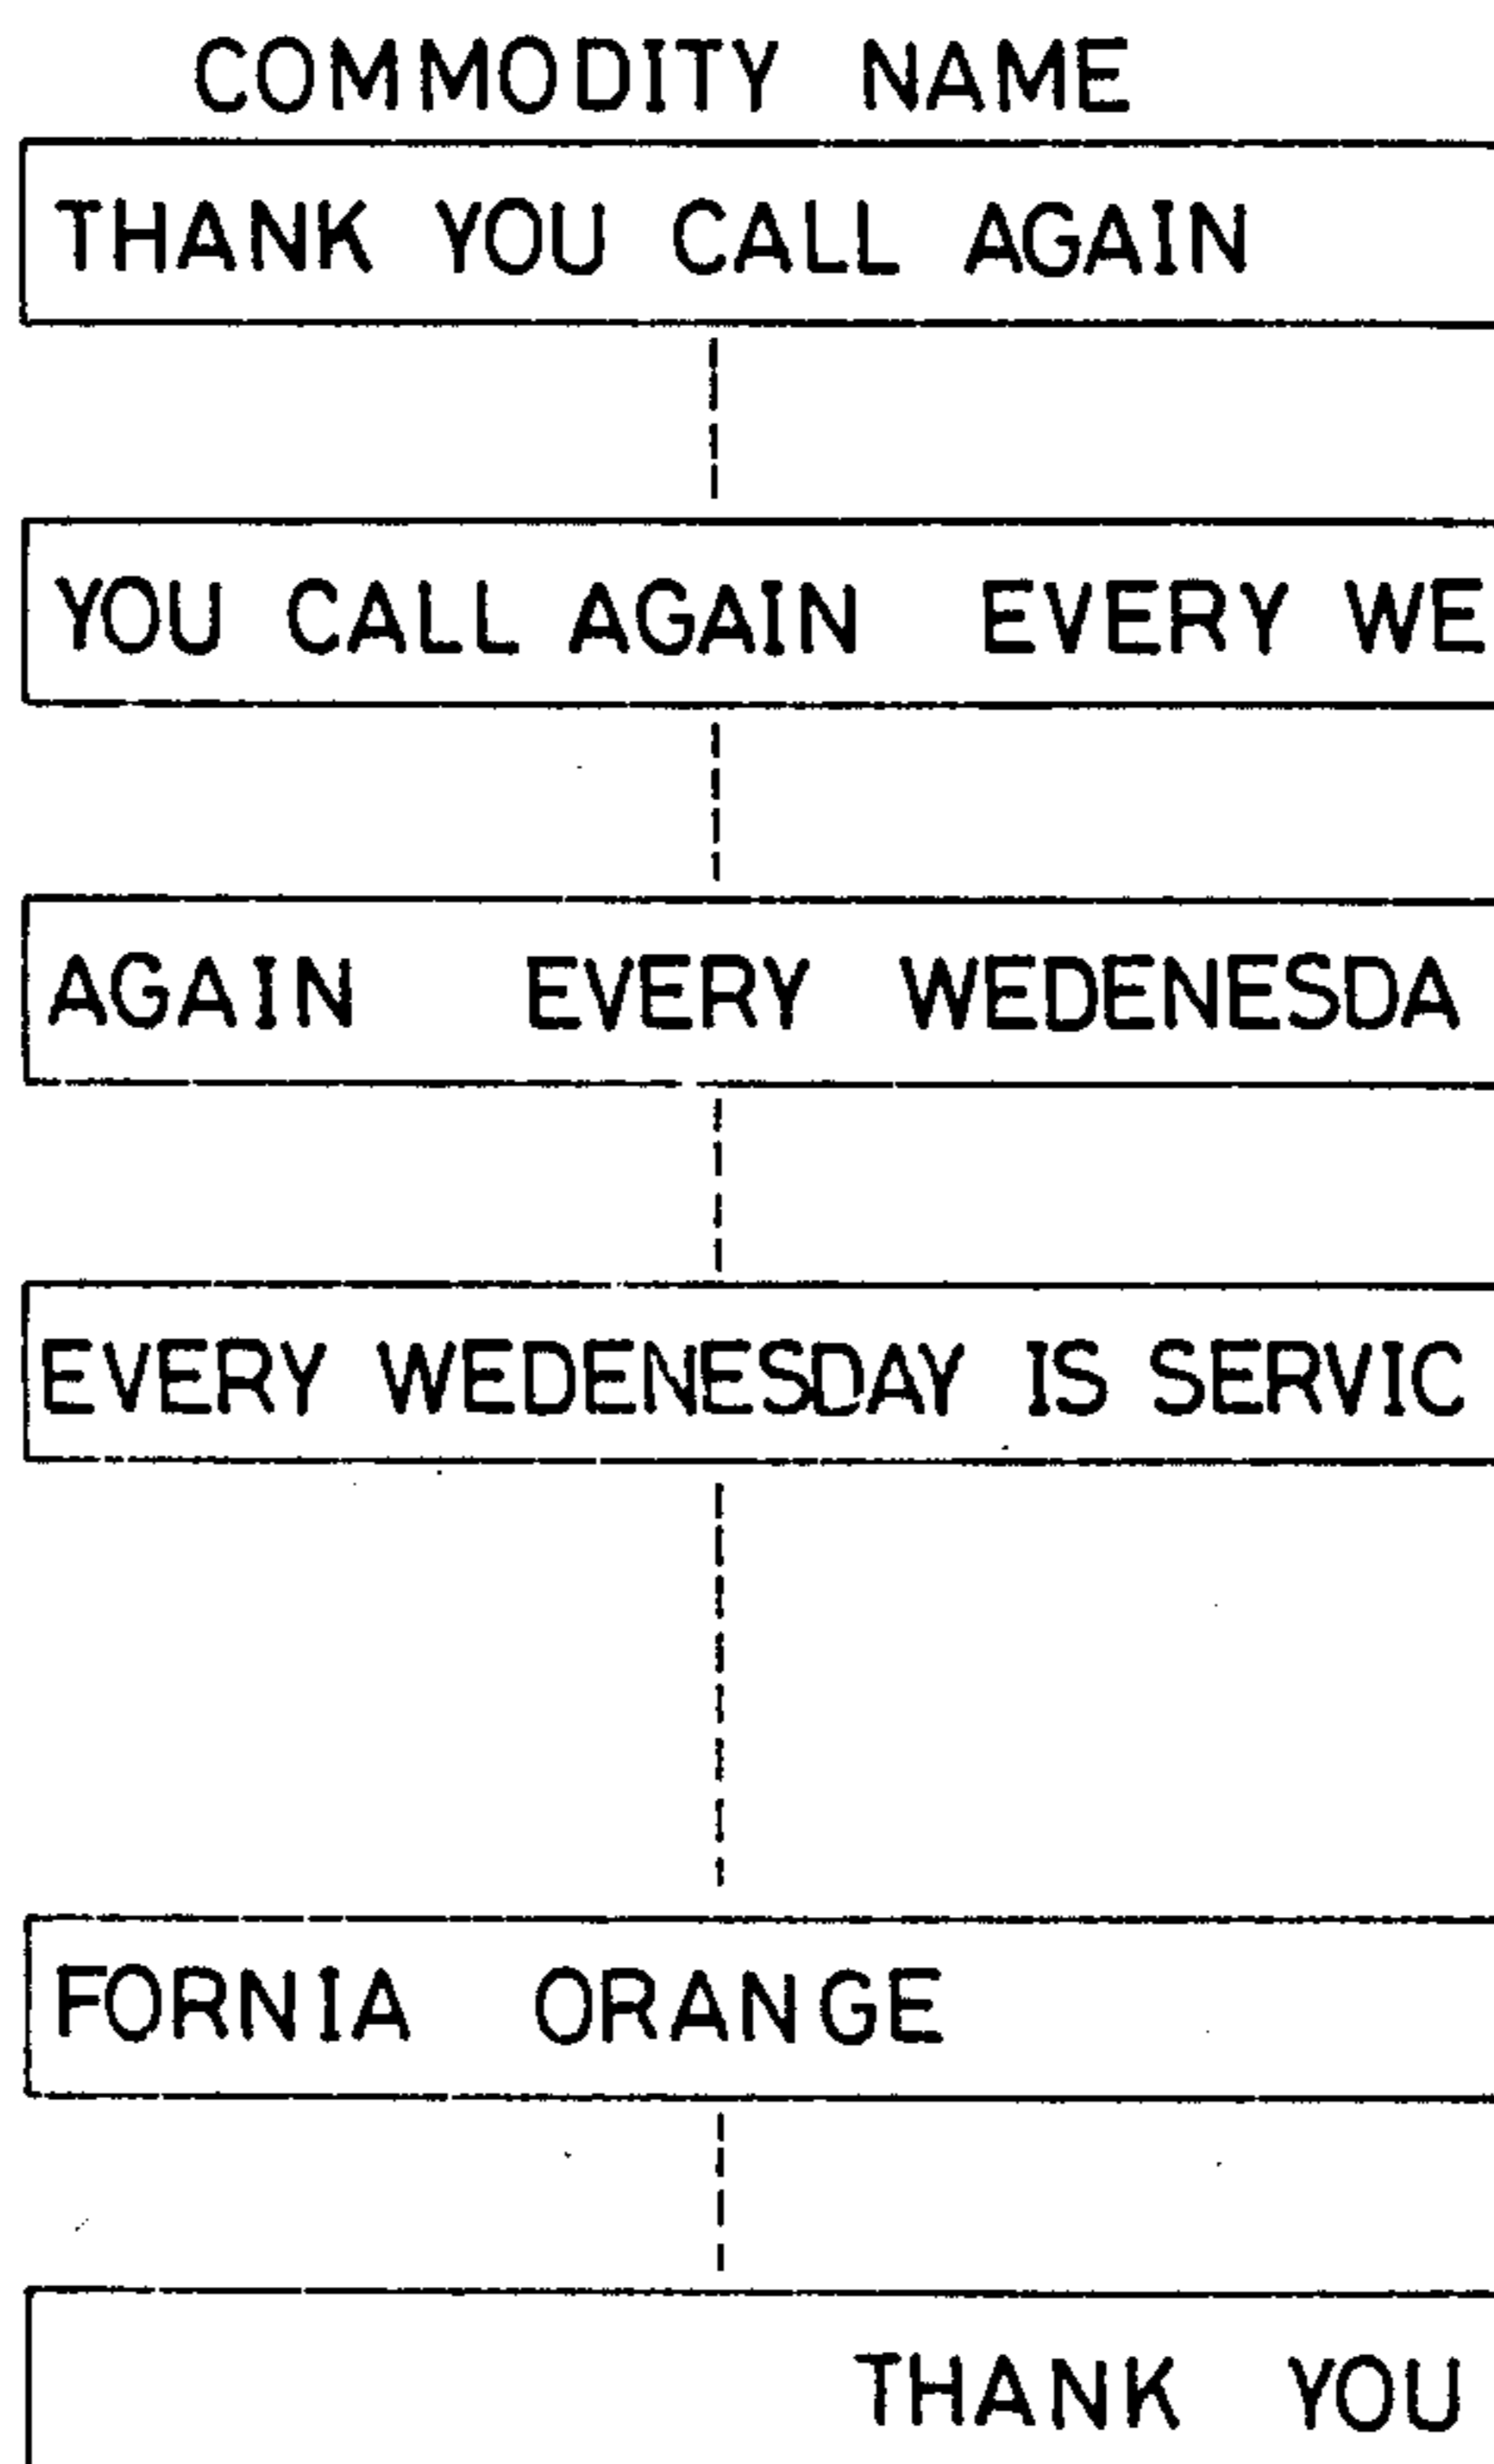 COMMODITY NAME
THANK YOU CALL AGAIN
YOU CALL AGAIN EVERY WE
AGAIN EVERY WEDENESDA
EVERY WEDENESDAY IS SERVIC
FORNIA ORANGE
THANK YOU